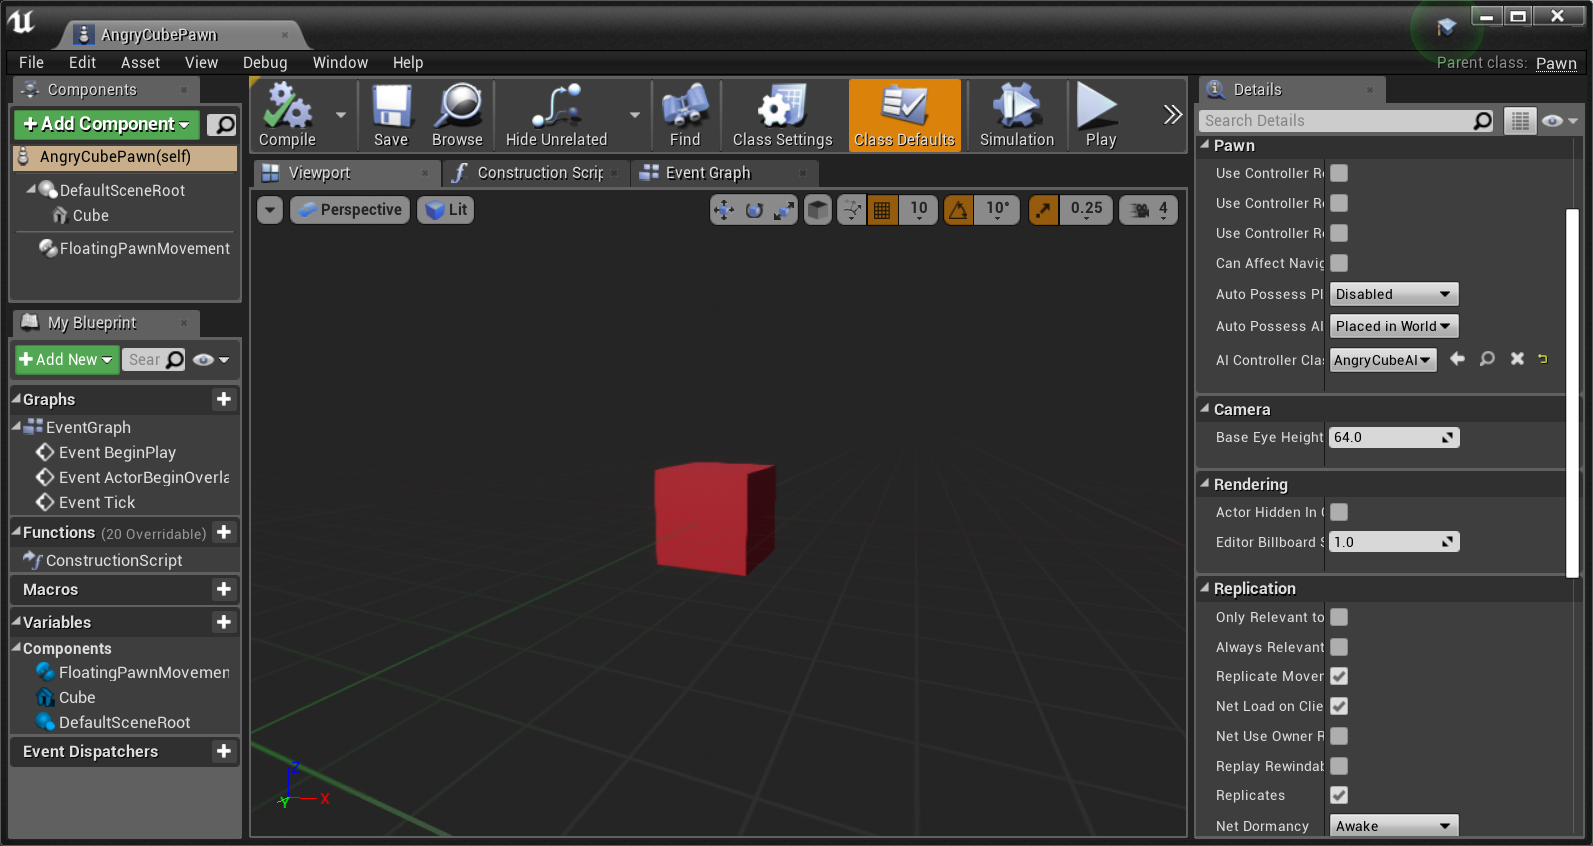 AngryCubePawn
File Edit Asset View Debug Window Help
Parent class: Pawn
Components
+ Add Component
AngryCubePawn(self)
DefaultSceneRoot
Cube
FloatingPawnMovement
My Blueprint
+ Add New
Sear
Graphs
EventGraph
Event BeginPlay
Event ActorBeginOverla
Event Tick
Functions (20 Overridable)
ConstructionScript
Macros
Variables
Components
FloatingPawnMovemen
Cube
DefaultSceneRoot
Event Dispatchers
Compile Save Browse Hide Unrelated Find Class Settings Class Defaults Simulation Play
Viewport Construction Scrip Event Graph
Perspective Lit 10 10° 0.25 4
Z
Y X
Details
Search Details
Pawn
Use Controller Ro
Use Controller Ro
Use Controller Ro
Can Affect Navig
Auto Possess Pl Disabled
Auto Possess AI Placed in World
AI Controller Clas AngryCubeAI
Camera
Base Eye Height 64.0
Rendering
Actor Hidden In G
Editor Billboard S 1.0
Replication
Only Relevant to
Always Relevant
Replicate Movem
Net Load on Clie
Net Use Owner R
Replay Rewindab
Replicates
Net Dormancy Awake